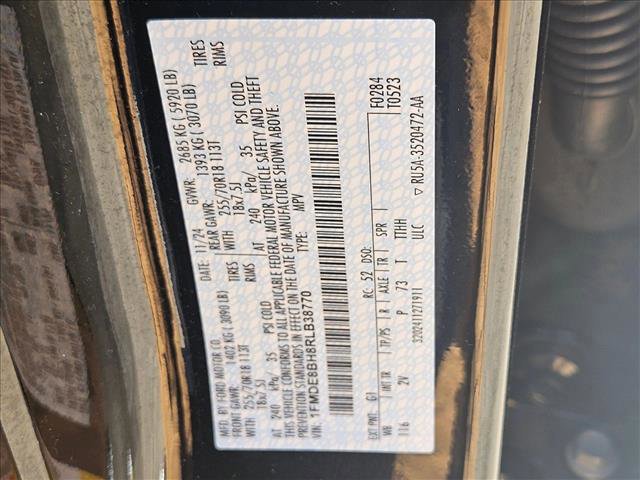 MFD. BY FORD MOTOR CO.
DATE: 11/24 GVWR: 2685 KG ( 5920 LB)
FRONT GAWR: 1402 KG ( 3090 LB) REAR GAWR: 1393 KG ( 3070 LB)
WITH 255/70R18 113T TIRES WITH 255/70R18 113T TIRES
18x7.5J RIMS 18x7.5J RIMS
AT 240 kPa/ 35 PSI COLD AT 240 kPa/ 35 PSI COLD
THIS VEHICLE CONFORMS TO ALL APPLICABLE FEDERAL MOTOR VEHICLE SAFETY AND THEFT
PREVENTION STANDARDS IN EFFECT ON THE DATE OF MANUFACTURE SHOWN ABOVE.
VIN: 1FMDE8BH8RLB38770 TYPE: MPV
F0284
EXT PNT: G1 RC: 52 DSO: T0523
WB INT TR TP/PS R AXLE TR SPR
116 2V P 73 T TTHH
3202411271911 ULC ▽ RU5A-3520472-AA